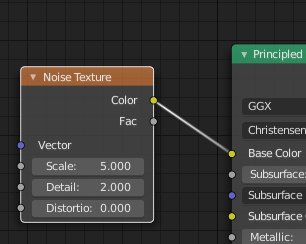 Noise Texture
Color
Fac
Vector
Scale: 5.000
Detail: 2.000
Distortio: 0.000
Principled
GGX
Christensen
Base Color
Subsurface:
Subsurface
Subsurface
Metallic: